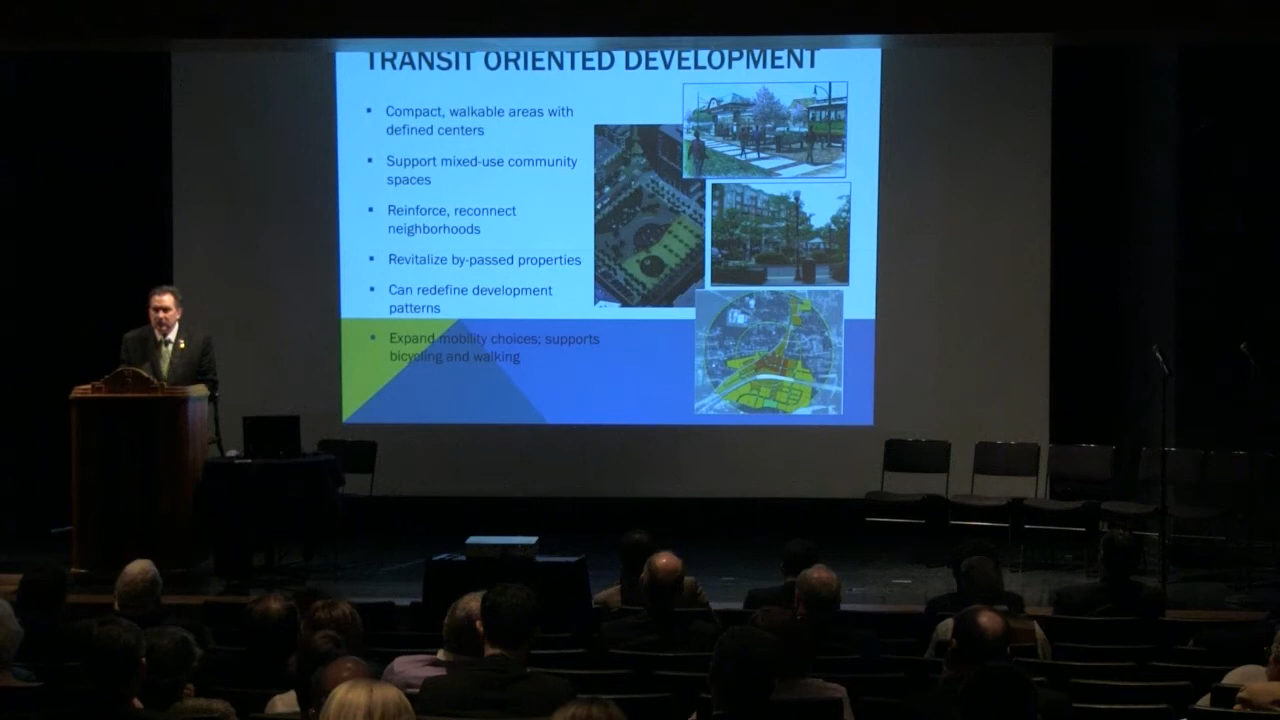 TRANSIT ORIENTED DEVELOPMENT
▪ Compact, walkable areas with
defined centers
▪ Support mixed-use community
spaces
▪ Reinforce, reconnect
neighborhoods
▪ Revitalize by-passed properties
▪ Can redefine development
patterns
▪ Expand mobility choices; supports
bicycling and walking